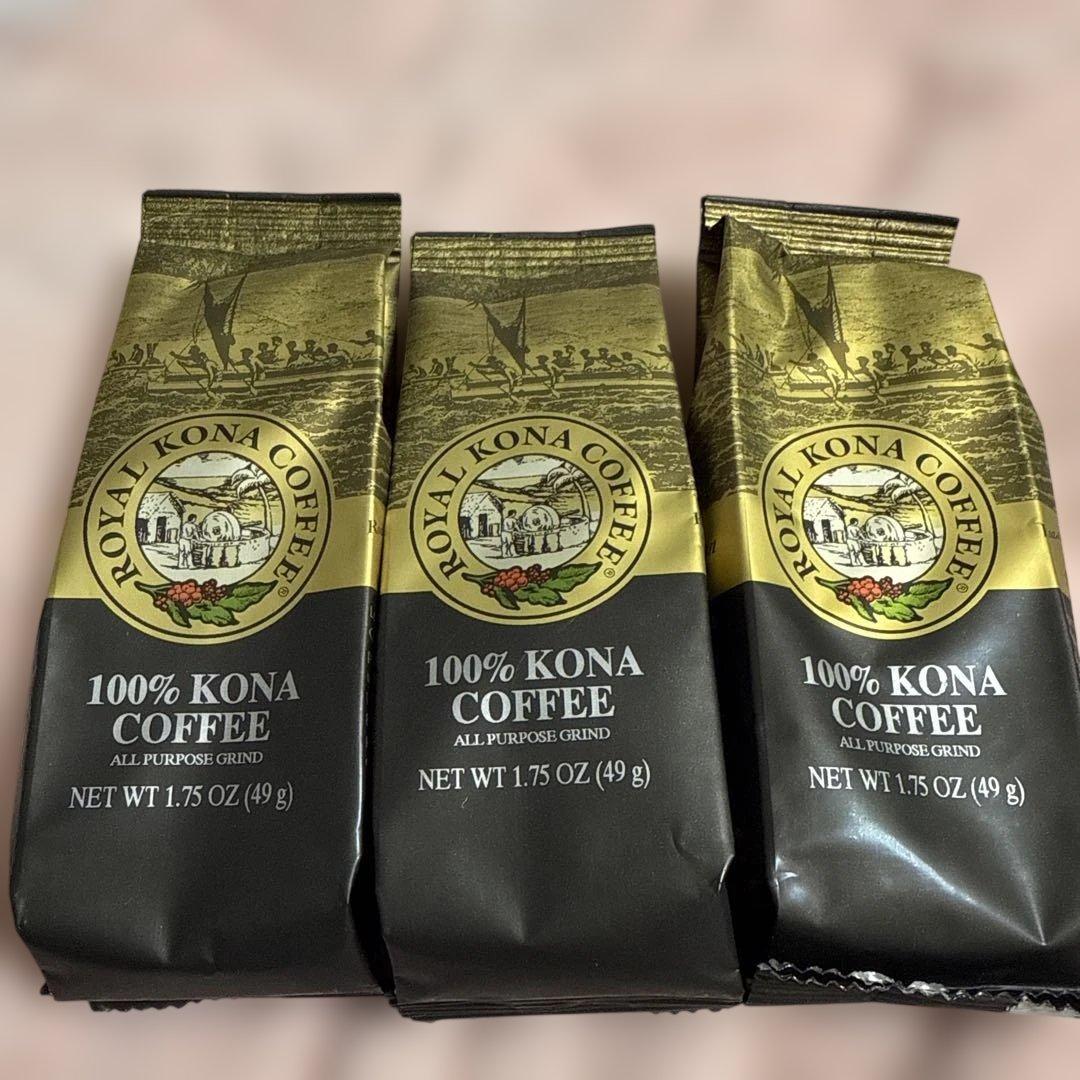 ROYAL KONA COFFEE®
100% KONA
COFFEE
ALL PURPOSE GRIND
NET WT 1.75 OZ (49 g)
ROYAL KONA COFFEE®
100% KONA
COFFEE
ALL PURPOSE GRIND
NET WT 1.75 OZ (49 g)
ROYAL KONA COFFEE®
100% KONA
COFFEE
ALL PURPOSE GRIND
NET WT 1.75 OZ (49 g)